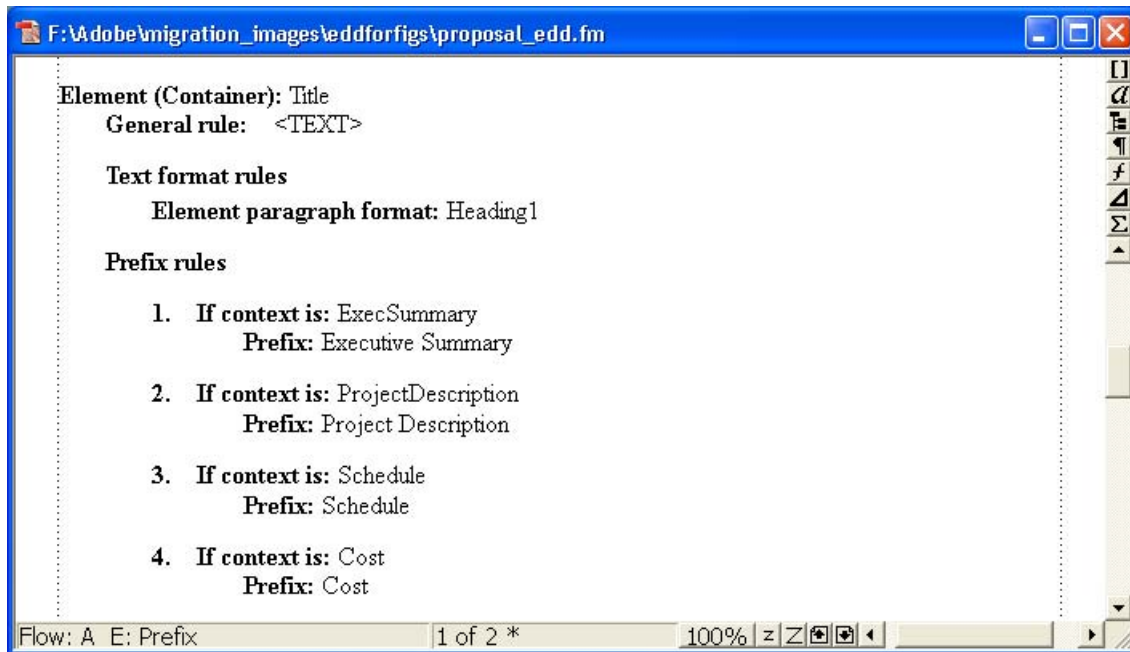 F:\Adobe\migration_images\eddforfigs\proposal_edd.fm
Element (Container): Title
General rule: <TEXT>
Text format rules
Element paragraph format: Heading1
Prefix rules
1. If context is: ExecSummary
Prefix: Executive Summary
2. If context is: ProjectDescription
Prefix: Project Description
3. If context is: Schedule
Prefix: Schedule
4. If context is: Cost
Prefix: Cost
Flow: A E: Prefix 1 of 2 * 100% z Z